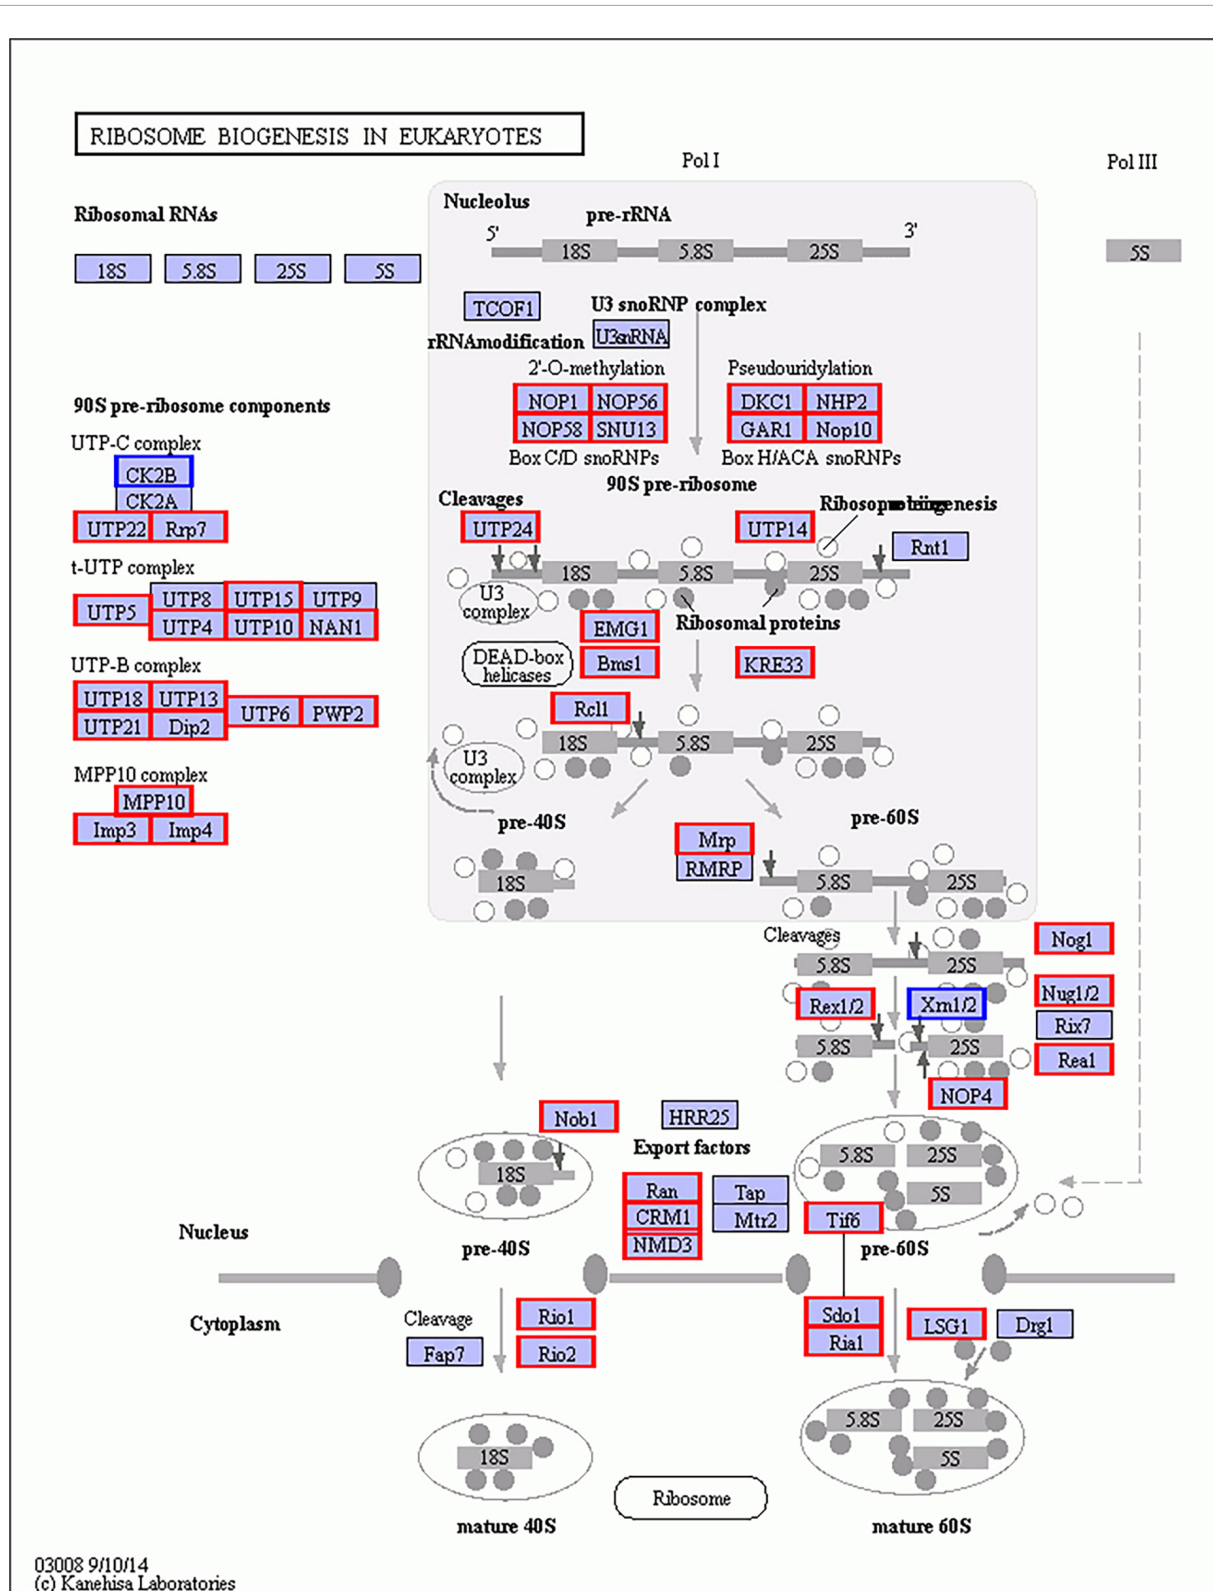 RIBOSOME BIOGENESIS IN EUKARYOTES
Pol I
Pol III
Ribosomal RNAs
18S 5.8S 25S 5S
Nucleolus
pre-rRNA
5' 3'
18S 5.8S 25S
5S
TCOF1
U3 snoRNP complex
rRNAmodification
U3snRNA
2'-O-methylation
Pseudouridylation
NOP1 NOP56
NOP58 SNU13
DKC1 NHP2
GAR1 Nop10
Box C/D snoRNPs
Box H/ACA snoRNPs
90S pre-ribosome components
UTP-C complex
CK2B
CK2A
UTP22 Rrp7
t-UTP complex
UTP5
UTP8 UTP15 UTP9
UTP4 UTP10 NAN1
UTP-B complex
UTP18 UTP13
UTP21 Dip2
UTP6 PWP2
MPP10 complex
MPP10
Imp3 Imp4
90S pre-ribosome
Cleavages
UTP24
UTP14
Rnt1
18S 5.8S 25S
U3
complex
Ribosomal proteins
EMG1
Bms1
DEAD-box
helicases
KRE33
Rcl1
18S 5.8S 25S
U3
complex
pre-40S
pre-60S
Mrp
RMRP
18S
5.8S 25S
Cleavages
Nog1
5.8S 25S
Rex1/2
Xrn1/2
Nug1/2
Rix7
Rea1
5.8S 25S
NOP4
Nob1
HRR25
Export factors
18S
5.8S 25S
5S
Ran
CRM1
NMD3
Tap
Mtr2
Tif6
Nucleus
pre-40S
pre-60S
Cytoplasm
Cleavage
Fap7
Rio1
Rio2
Sdo1
Ria1
LSG1
Drg1
18S
5.8S 25S
5S
Ribosome
mature 40S
mature 60S
03008 9/10/14
(c) Kanehisa Laboratories